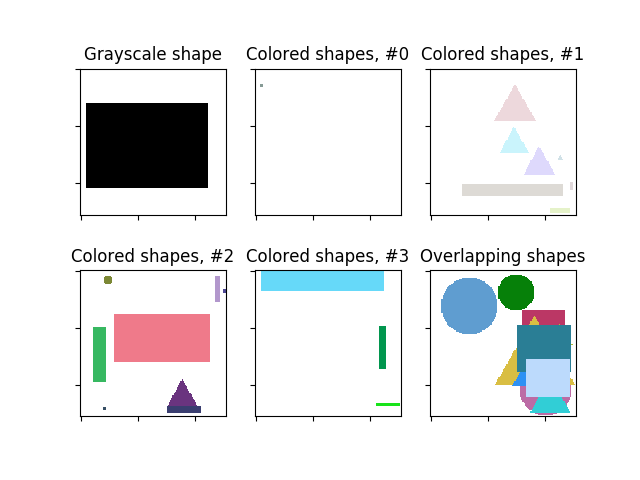 Grayscale shape
Colored shapes, #0
Colored shapes, #1
Colored shapes, #2
Colored shapes, #3
Overlapping shapes